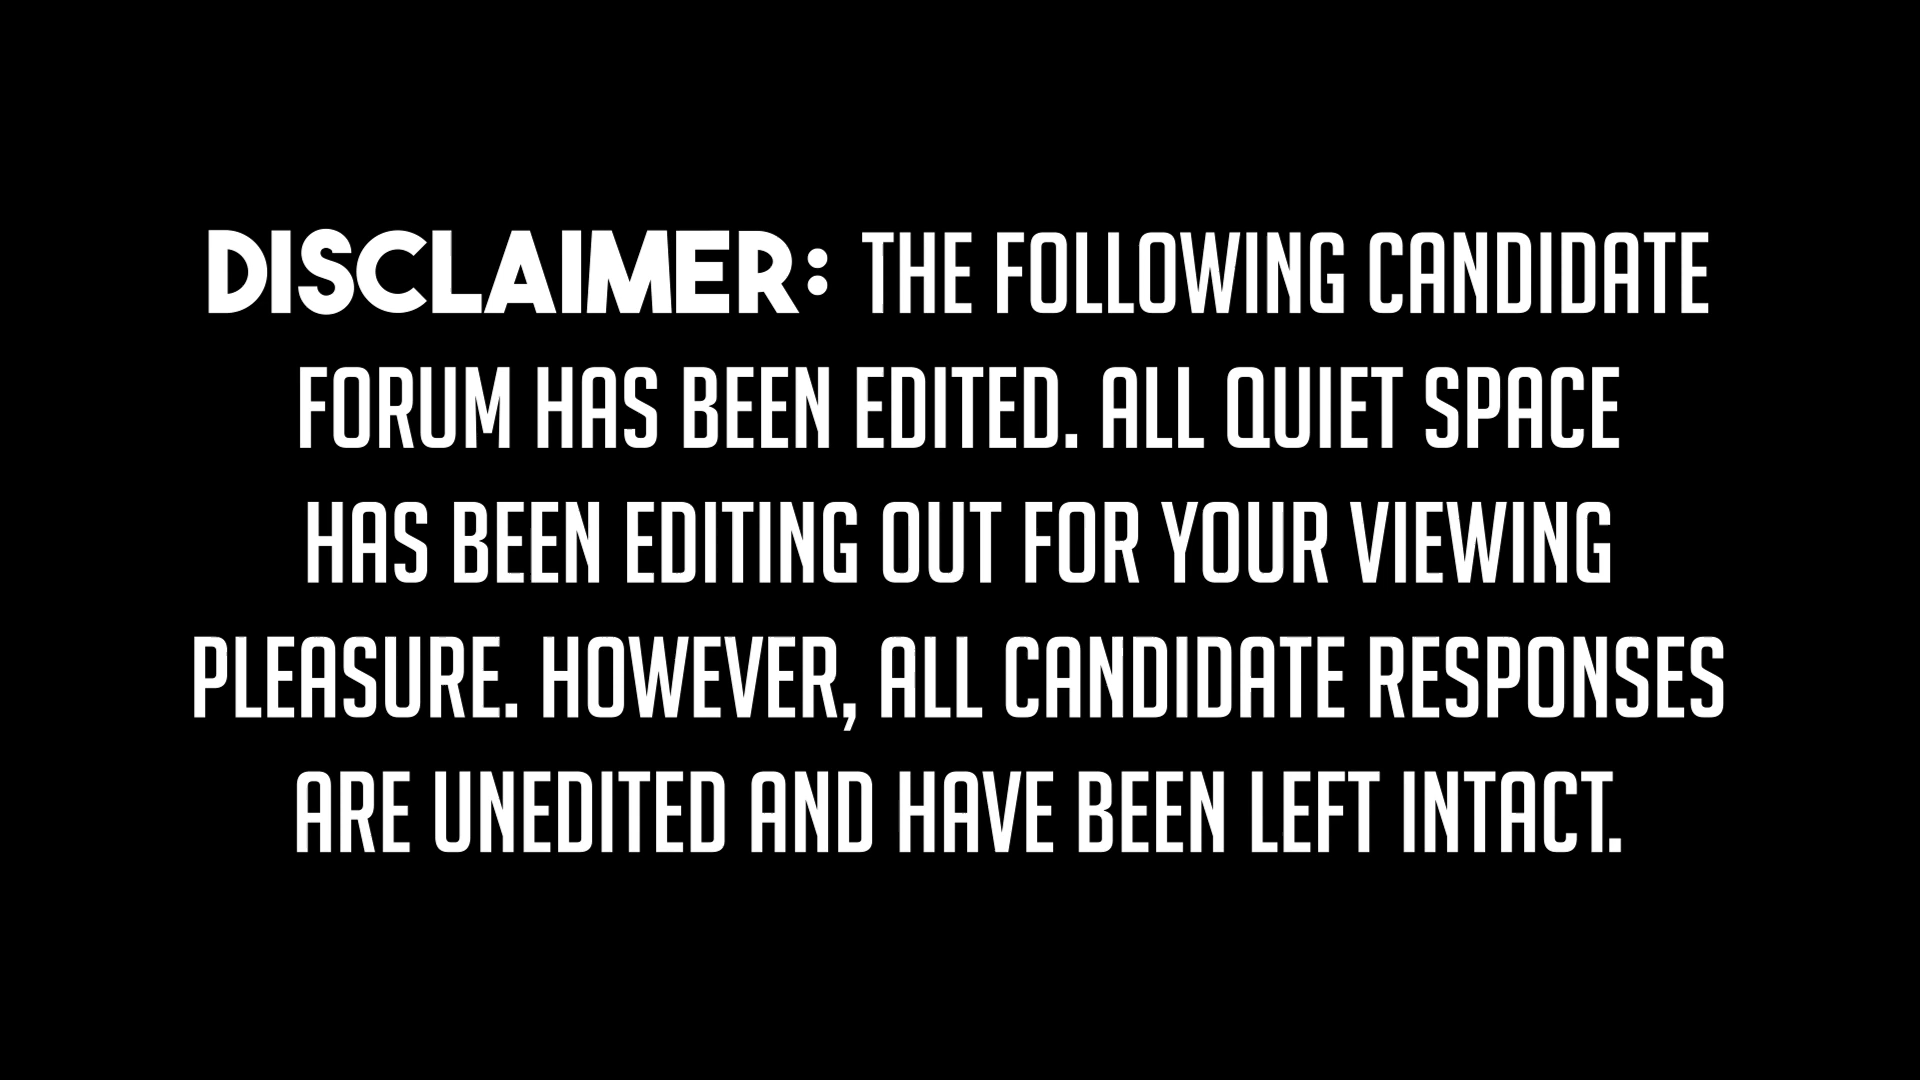 DISCLAIMER: THE FOLLOWING CANDIDATE
FORUM HAS BEEN EDITED. ALL QUIET SPACE
HAS BEEN EDITING OUT FOR YOUR VIEWING
PLEASURE. HOWEVER, ALL CANDIDATE RESPONSES
ARE UNEDITED AND HAVE BEEN LEFT INTACT.